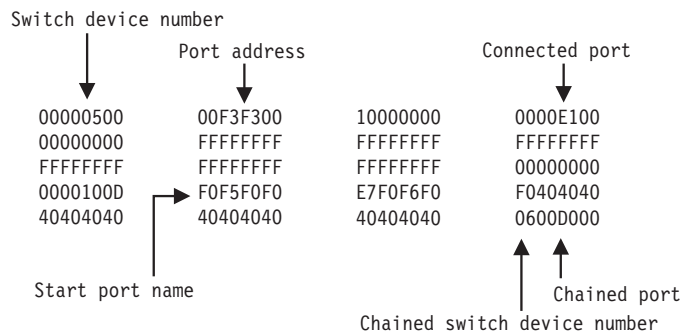 Switch device number
Port address Connected port
00000500 00F3F300 10000000 0000E100
00000000 FFFFFFFF FFFFFFFF FFFFFFFF
FFFFFFFF FFFFFFFF FFFFFFFF 00000000
0000100D F0F5F0F0 E7F0F6F0 F0404040
40404040 40404040 40404040 0600D000
Start port name Chained port
Chained switch device number